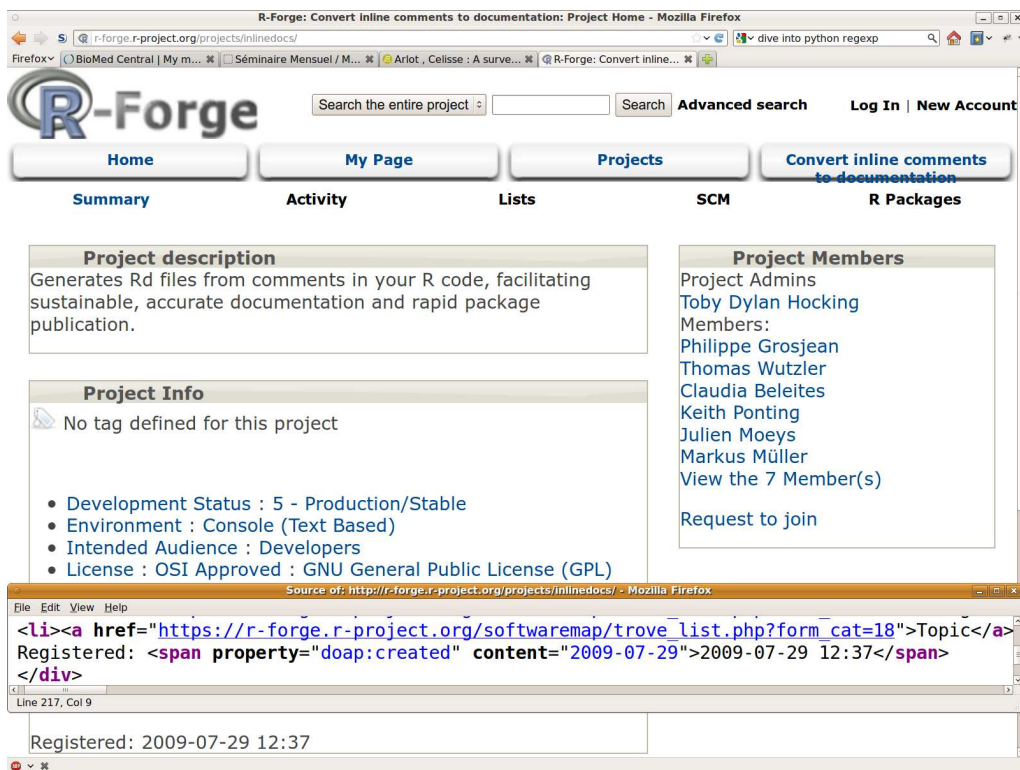 R-Forge: Convert inline comments to documentation: Project Home - Mozilla Firefox
S r-forge.r-project.org/projects/inlinedocs/ dive into python regexp
Firefox BioMed Central | My m... Séminaire Mensuel / M... Arlot , Celisse : A surve... R-Forge: Convert inline...
R-Forge
Search the entire project Search Advanced search Log In | New Account
Home My Page Projects Convert inline comments
to documentation
Summary Activity Lists SCM R Packages
Project description
Generates Rd files from comments in your R code, facilitating
sustainable, accurate documentation and rapid package
publication.
Project Info
No tag defined for this project
Development Status : 5 - Production/Stable
Environment : Console (Text Based)
Intended Audience : Developers
License : OSI Approved : GNU General Public License (GPL)
Project Members
Project Admins
Toby Dylan Hocking
Members:
Philippe Grosjean
Thomas Wutzler
Claudia Beleites
Keith Ponting
Julien Moeys
Markus Müller
View the 7 Member(s)
Request to join
Source of: http://r-forge.r-project.org/projects/inlinedocs/ - Mozilla Firefox
File Edit View Help
<li><a href="https://r-forge.r-project.org/softwaremap/trove_list.php?form_cat=18">Topic</a>
Registered: <span property="doap:created" content="2009-07-29">2009-07-29 12:37</span>
</div>
Line 217, Col 9
Registered: 2009-07-29 12:37